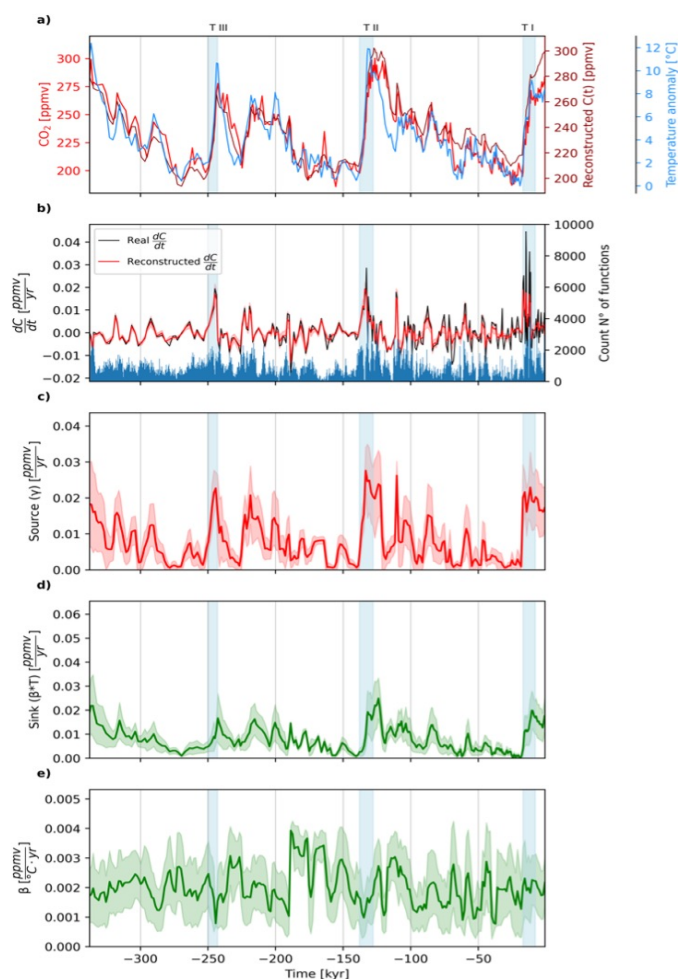 a)
T III
T II
T I
300
275
250
225
200
CO₂ [ppmv]
300
280
260
240
220
200
Reconstructed C(t) [ppmv]
12
10
8
6
4
2
0
Temperature anomaly [°C]
b)
Real dC/dt
Reconstructed dC/dt
0.04
0.03
0.02
0.01
0.00
−0.01
−0.02
dC/dt [ppmv/yr]
10000
8000
6000
4000
2000
0
Count N° of functions
c)
0.04
0.03
0.02
0.01
0.00
Source (γ) [ppmv/yr]
d)
0.06
0.05
0.04
0.03
0.02
0.01
0.00
Sink (β*T) [ppmv/yr]
e)
0.005
0.004
0.003
0.002
0.001
0.000
β [ppmv/°C·yr]
−300
−250
−200
−150
−100
−50
Time [kyr]